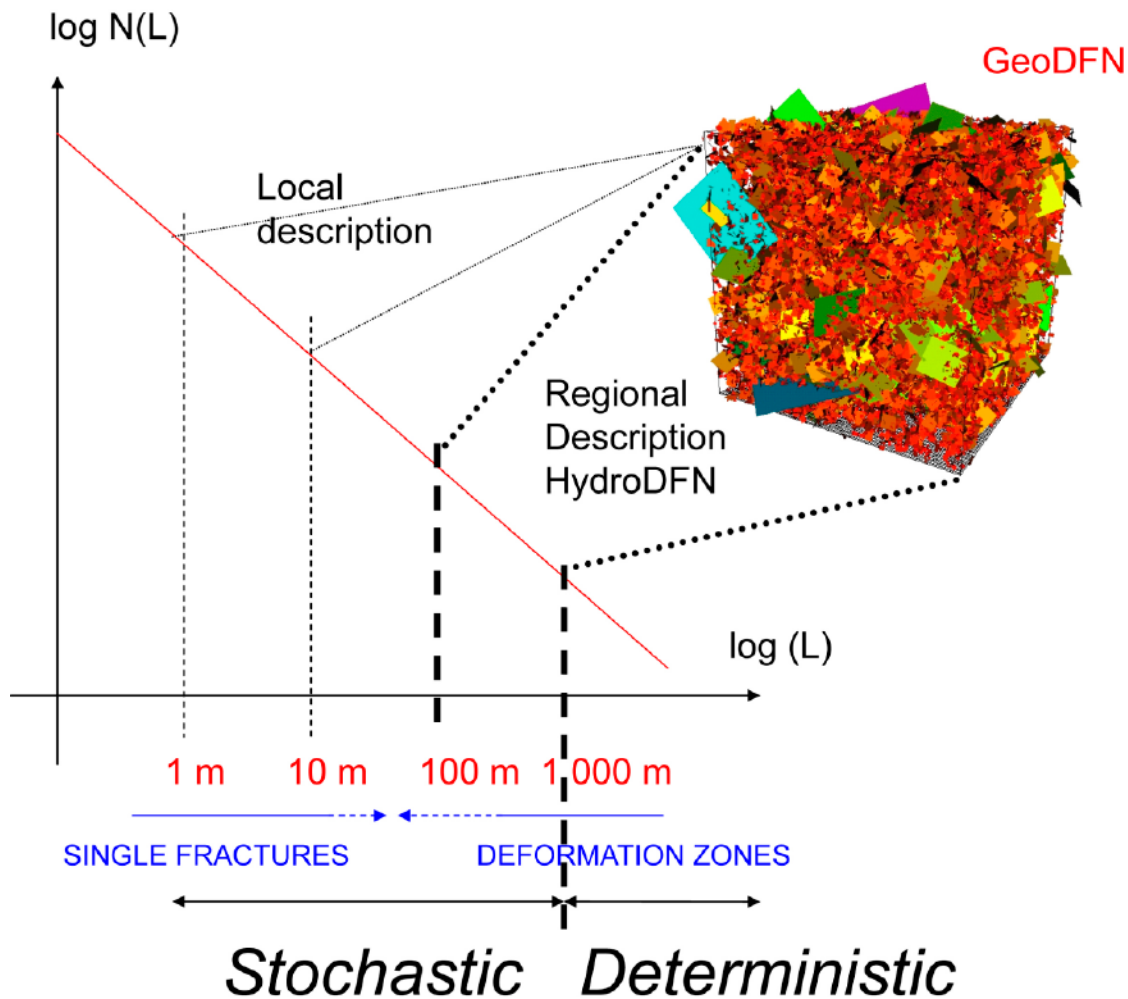 log N(L)
GeoDFN
Local
description
Regional
Description
HydroDFN
log (L)
1 m
10 m
100 m
1 000 m
SINGLE FRACTURES
DEFORMATION ZONES
Stochastic
Deterministic